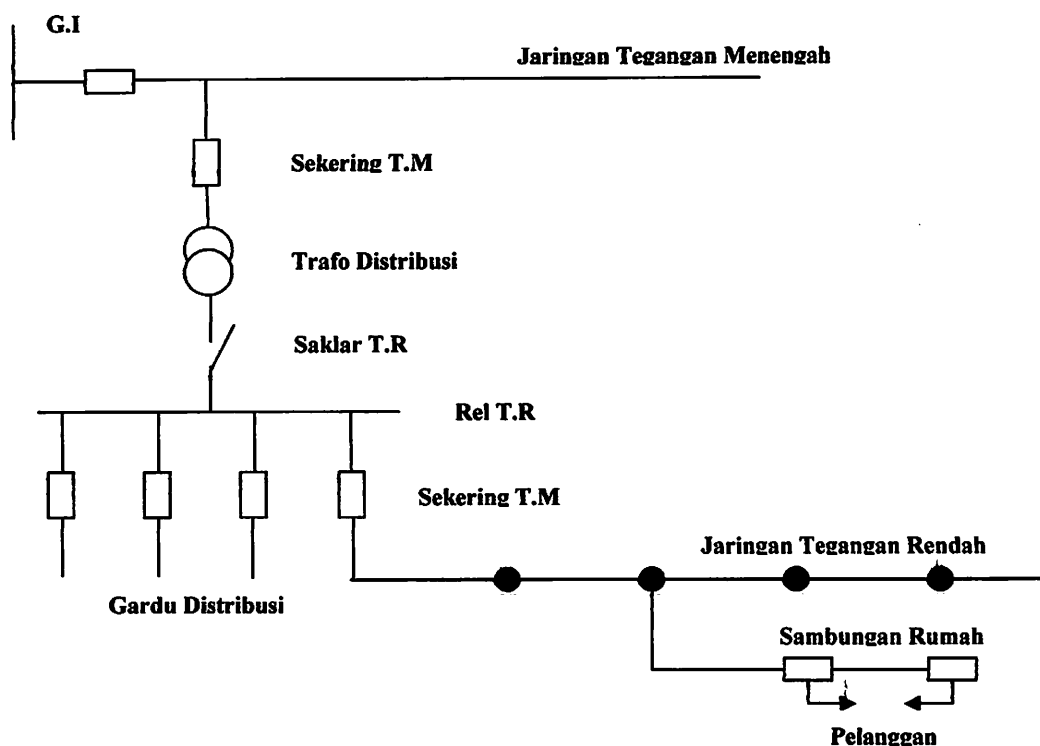 G.I
Jaringan Tegangan Menengah
Sekering T.M
Trafo Distribusi
Saklar T.R
Rel T.R
Sekering T.M
Jaringan Tegangan Rendah
Gardu Distribusi
Sambungan Rumah
Pelanggan